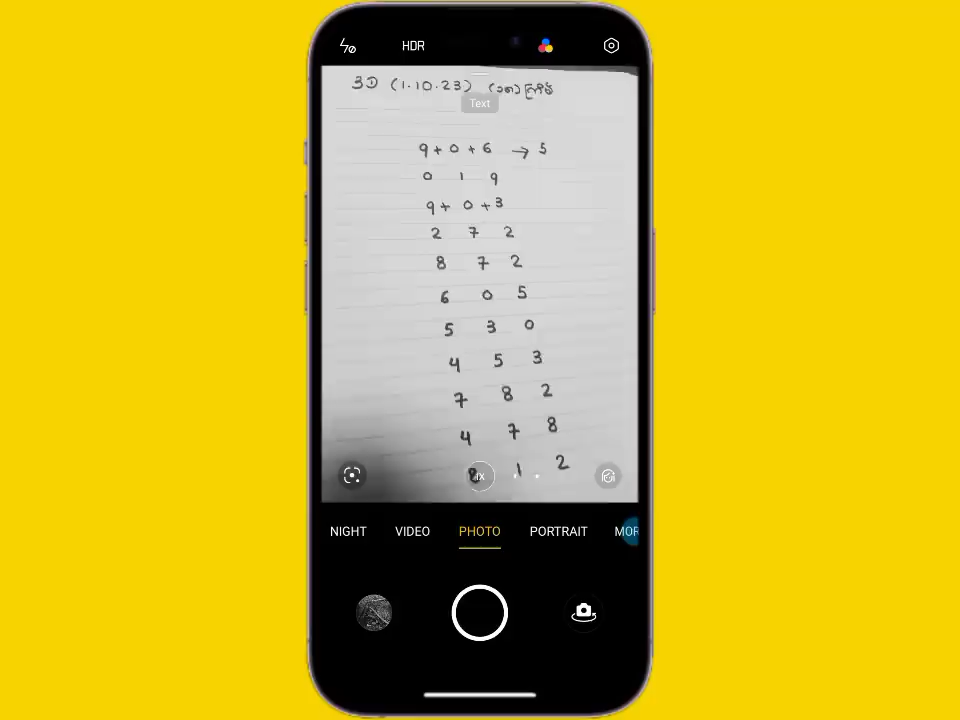 HDR
3D (1.10.23)
Text
9 + 0 + 6 → 5
0 1 9
9 + 0 + 3
2 7 2
8 7 2
6 0 5
5 3 0
4 5 3
7 8 2
4 7 8
8 1 2
1X
NIGHT VIDEO PHOTO PORTRAIT MOR